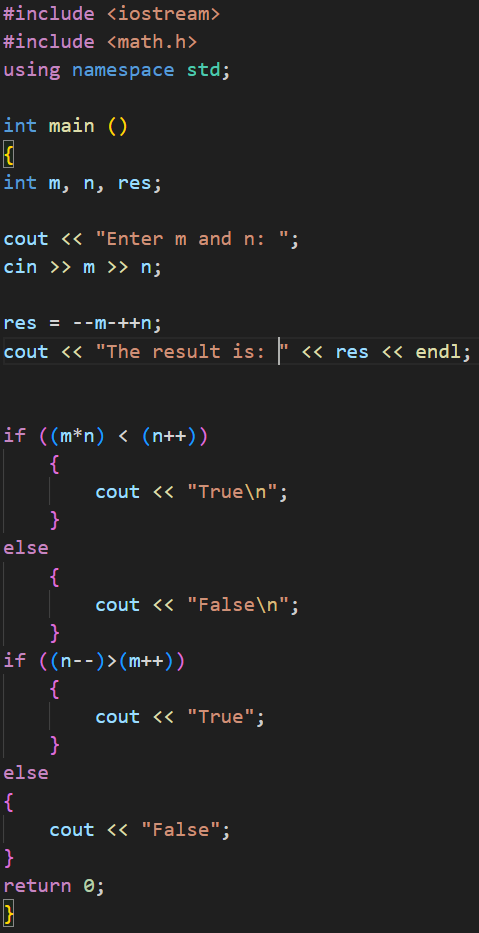 #include <iostream>
#include <math.h>
using namespace std;

int main ()
{
int m, n, res;

cout << "Enter m and n: ";
cin >> m >> n;

res = --m-++n;
cout << "The result is: " << res << endl;


if ((m*n) < (n++))
    {
        cout << "True\n";
    }
else
    {
        cout << "False\n";
    }
if ((n--)>(m++))
    {
        cout << "True";
    }
else
{
    cout << "False";
}
return 0;
}